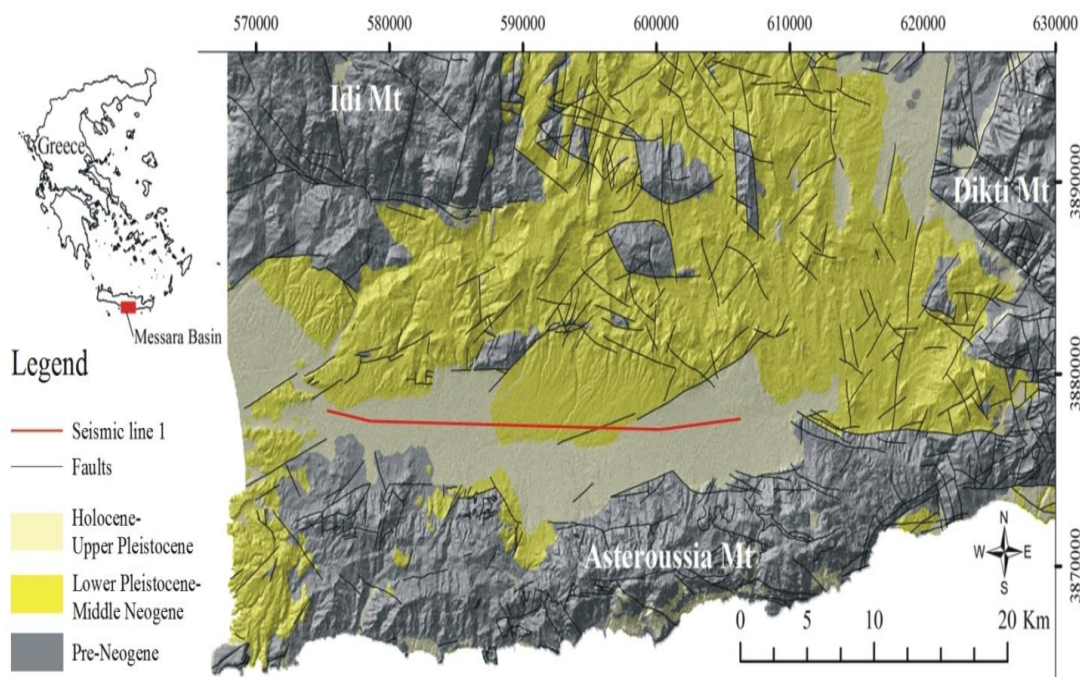 570000 580000 590000 600000 610000 620000 630000
Idi Mt
Greece
Dikti Mt
3890000
Messara Basin
Legend
3880000
Seismic line 1
Faults
Holocene-
Upper Pleistocene
N
W E
S
Asteroussia Mt
3870000
Lower Pleistocene-
Middle Neogene
0 5 10 20 Km
Pre-Neogene